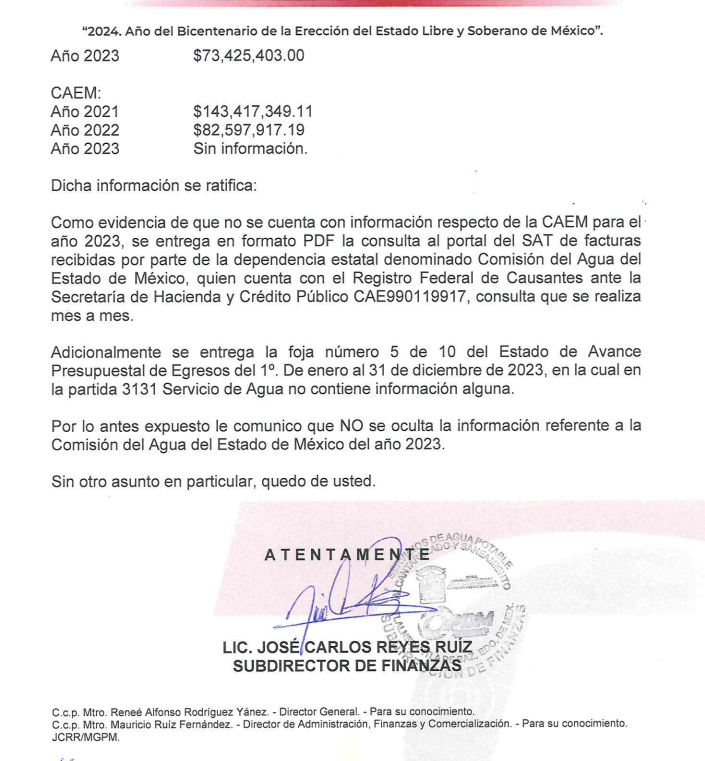 “2024. Año del Bicentenario de la Erección del Estado Libre y Soberano de México”.
Año 2023 $73,425,403.00
CAEM:
Año 2021 $143,417,349.11
Año 2022 $82,597,917.19
Año 2023 Sin información.
Dicha información se ratifica:
Como evidencia de que no se cuenta con información respecto de la CAEM para el
año 2023, se entrega en formato PDF la consulta al portal del SAT de facturas
recibidas por parte de la dependencia estatal denominado Comisión del Agua del
Estado de México, quien cuenta con el Registro Federal de Causantes ante la
Secretaría de Hacienda y Crédito Público CAE990119917, consulta que se realiza
mes a mes.
Adicionalmente se entrega la foja número 5 de 10 del Estado de Avance
Presupuestal de Egresos del 1º. De enero al 31 de diciembre de 2023, en la cual en
la partida 3131 Servicio de Agua no contiene información alguna.
Por lo antes expuesto le comunico que NO se oculta la información referente a la
Comisión del Agua del Estado de México del año 2023.
Sin otro asunto en particular, quedo de usted.
ATENTAMENTE
DE AGUA POTABLE
Y SANEAMIENTO
EDO. DE MEX.
DE FINANZAS
LIC. JOSÉ CARLOS REYES RUÍZ
SUBDIRECTOR DE FINANZAS
C.c.p. Mtro. Reneé Alfonso Rodríguez Yánez. - Director General. - Para su conocimiento.
C.c.p. Mtro. Mauricio Ruíz Fernández. - Director de Administración, Finanzas y Comercialización. - Para su conocimiento.
JCRR/MGPM.